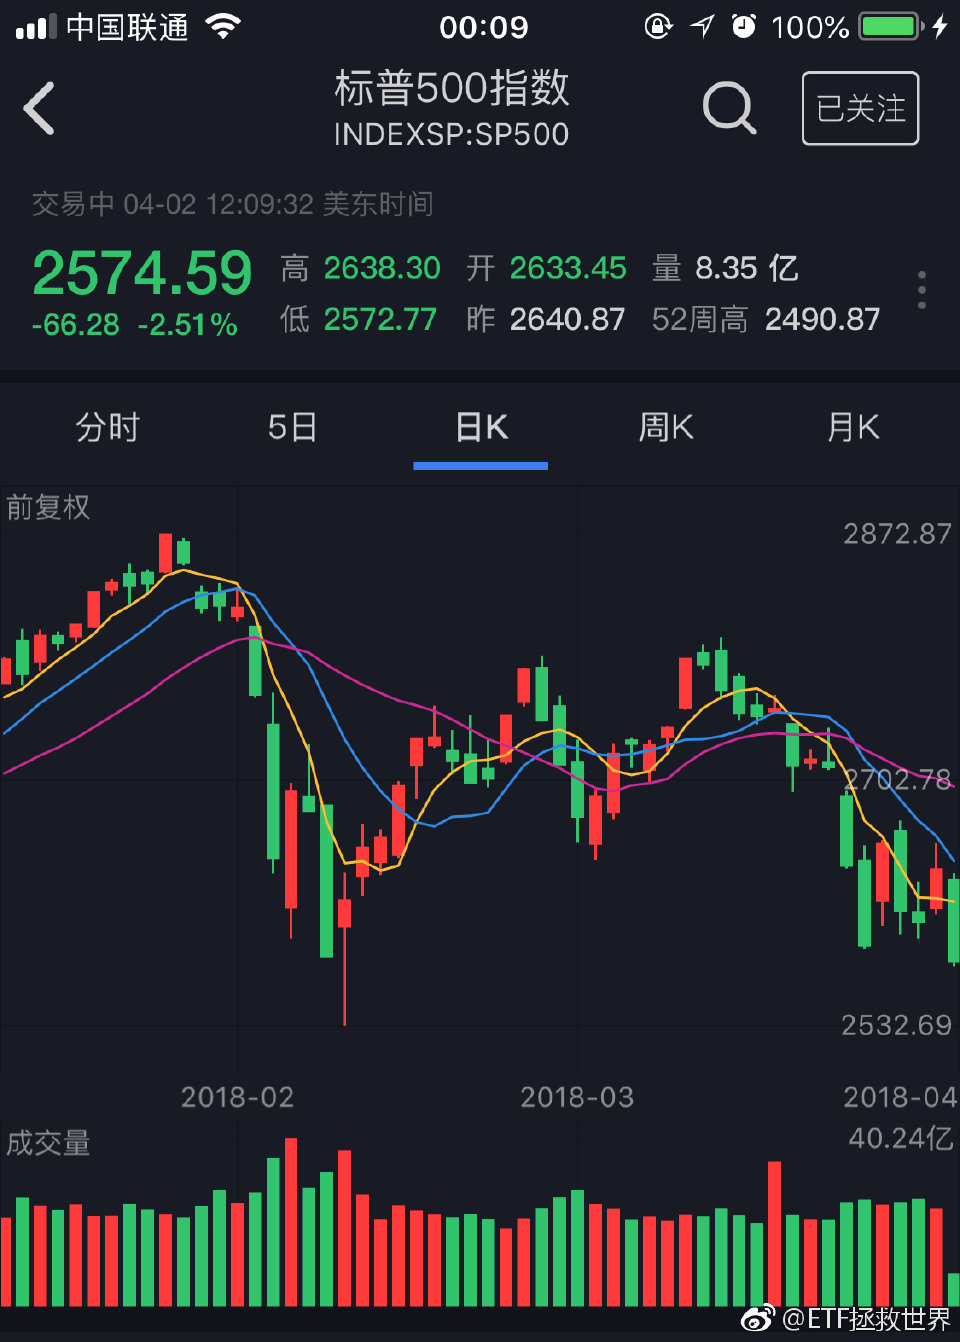 中国联通 00:09 100%
标普500指数
INDEXSP:SP500
已关注
交易中 04-02 12:09:32 美东时间
2574.59
-66.28 -2.51%
高 2638.30 开 2633.45 量 8.35 亿
低 2572.77 昨 2640.87 52周高 2490.87
分时 5日 日K 周K 月K
前复权
2872.87
2702.78
2532.69
2018-02 2018-03 2018-04
成交量
40.24亿
@ETF拯救世界